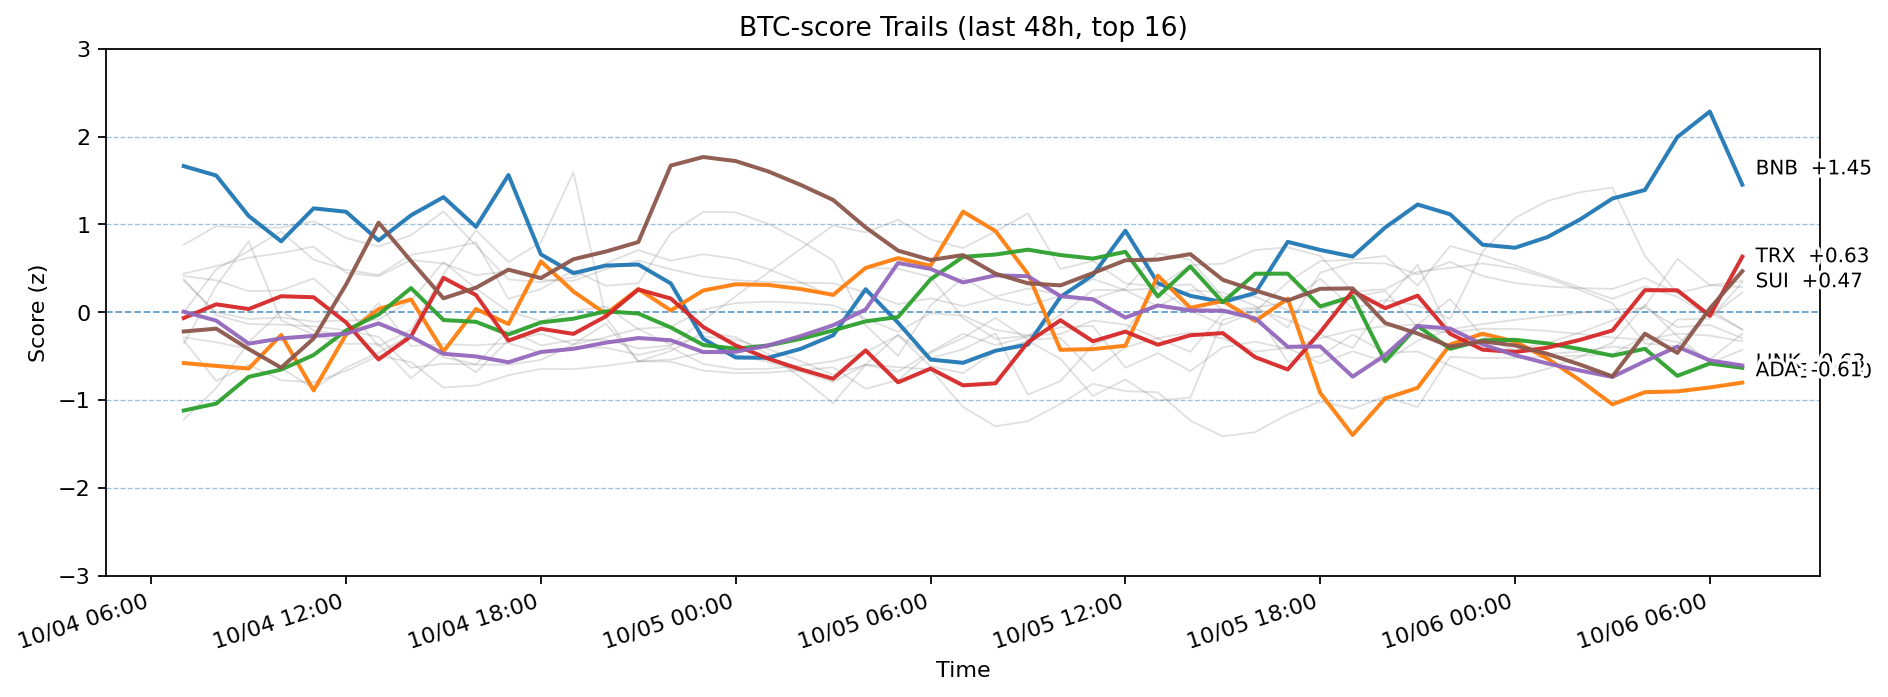 BTC-score Trails (last 48h, top 16)
Score (z)
3
2
1
0
−1
−2
−3
BNB +1.45
TRX +0.63
SUI +0.47
ADA -0.61
10/04 06:00
10/04 12:00
10/04 18:00
10/05 00:00
10/05 06:00
10/05 12:00
10/05 18:00
10/06 00:00
10/06 06:00
Time